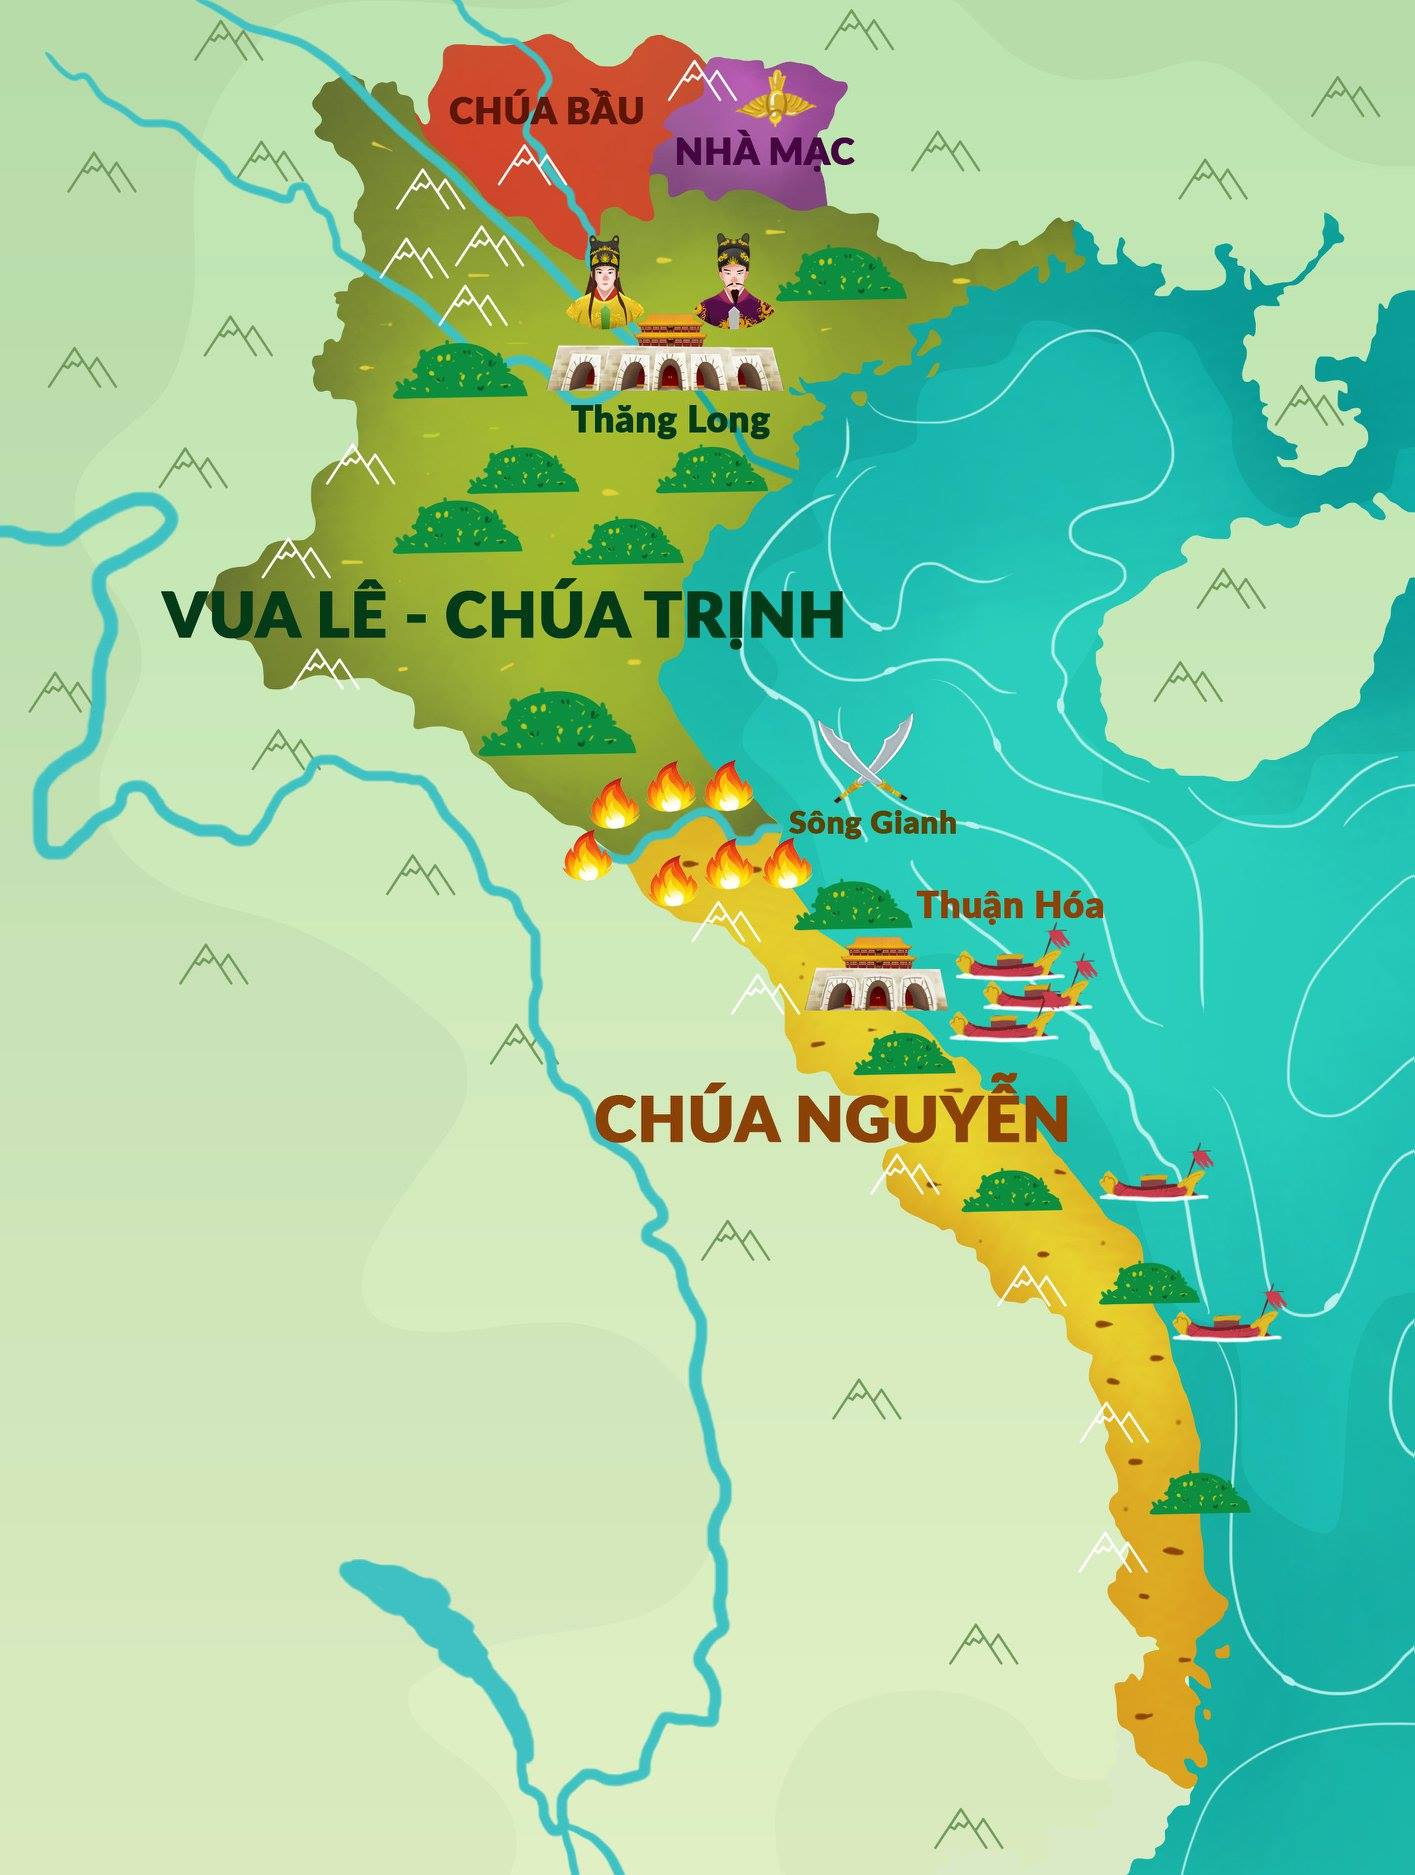 CHÚA BẦU
NHÀ MẠC
Thăng Long
VUA LÊ - CHÚA TRỊNH
Sông Gianh
Thuận Hóa
CHÚA NGUYỄN